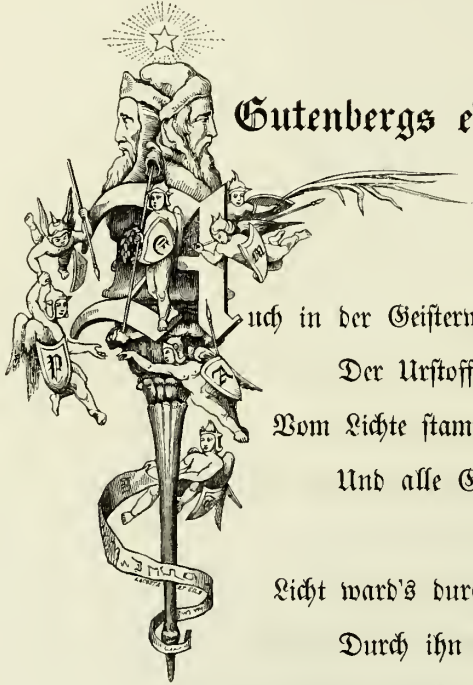 Gutenbergs e
uch in der Geistern
Der Urstoff
Vom Lichte stam
Und alle G
Licht ward's durc
Durch ihn